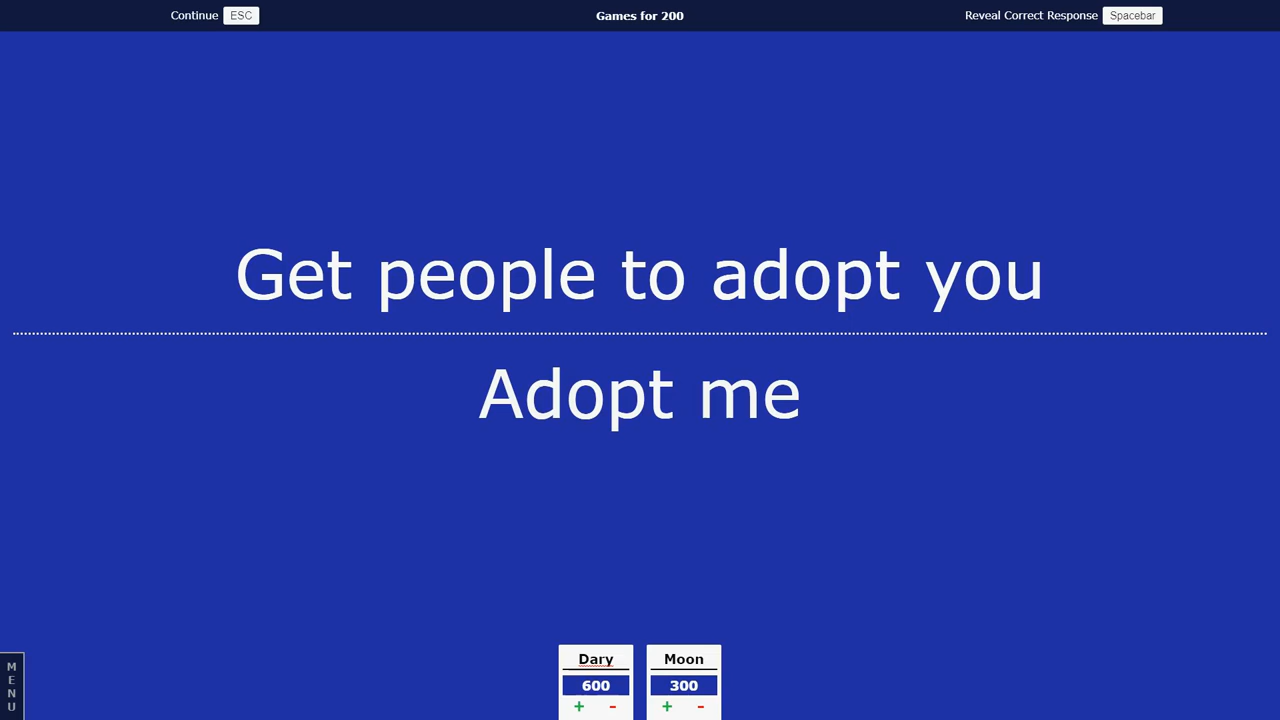 Continue ESC
Games for 200
Reveal Correct Response Spacebar
Get people to adopt you
Adopt me
MENU
Dary
600
+ -
Moon
300
+ -